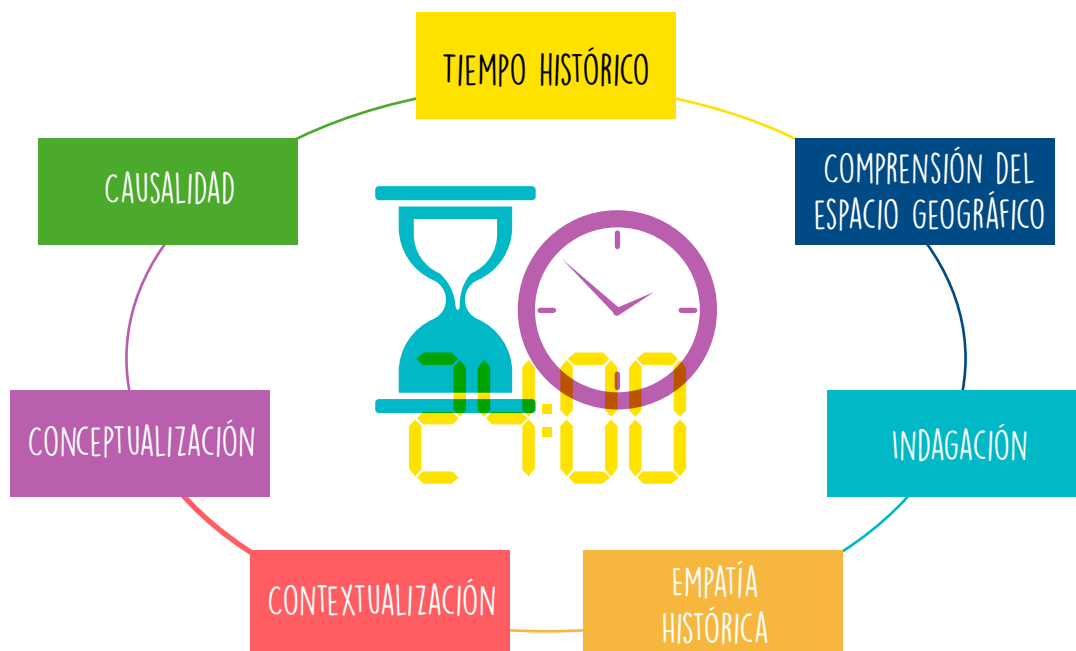 TIEMPO HISTÓRICO
COMPRENSIÓN DEL
ESPACIO GEOGRÁFICO
INDAGACIÓN
EMPATÍA
HISTÓRICA
CONTEXTUALIZACIÓN
CONCEPTUALIZACIÓN
CAUSALIDAD
24:00